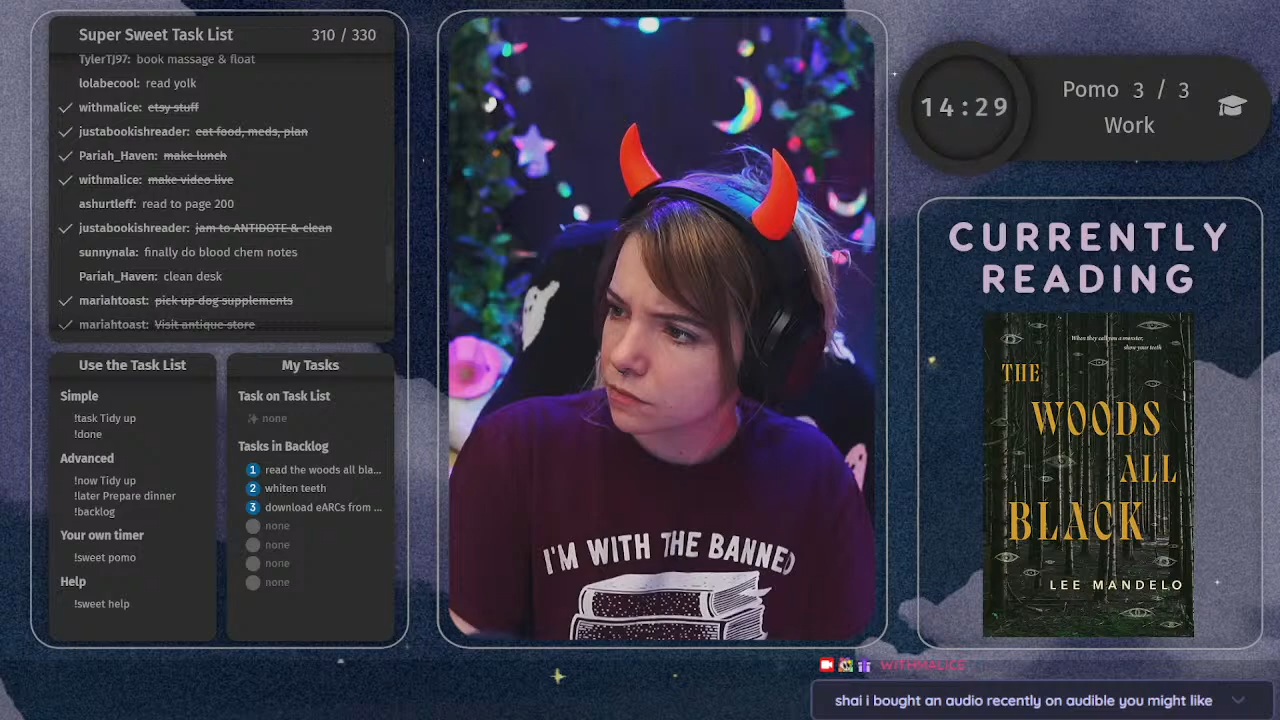 Super Sweet Task List 310 / 330
TylerTJ97: book massage & float
lolabecool: read yolk
withmalice: etsy stuff
justabookishreader: eat food, meds, plan
Pariah_Haven: make lunch
withmalice: make video live
ashurtleff: read to page 200
justabookishreader: jam to ANTIDOTE & clean
sunnynala: finally do blood chem notes
Pariah_Haven: clean desk
mariahtoast: pick up dog supplements
mariahtoast: Visit antique store
Use the Task List
Simple
!task Tidy up
!done
Advanced
!now Tidy up
!later Prepare dinner
!backlog
Your own timer
!sweet pomo
Help
!sweet help
My Tasks
Task on Task List
none
Tasks in Backlog
1 read the woods all bla...
2 whiten teeth
3 download eARCs from ...
none
none
none
none
I'M WITH THE BANNED
14:29
Pomo 3 / 3
Work
CURRENTLY
READING
When they call you a monster,
show your teeth
THE
WOODS
ALL
BLACK
LEE MANDELO
WITHMALICE
shai i bought an audio recently on audible you might like